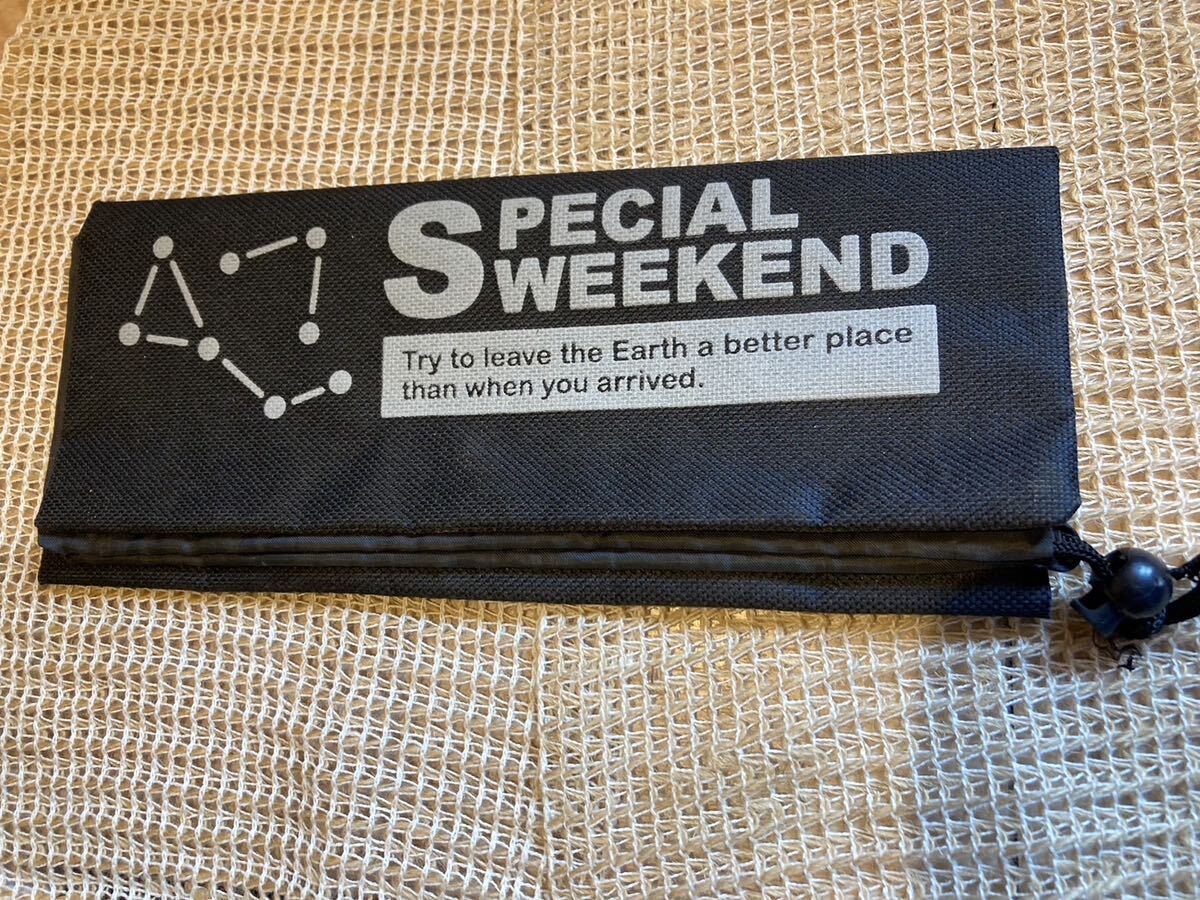 SPECIAL
WEEKEND
Try to leave the Earth a better place
than when you arrived.